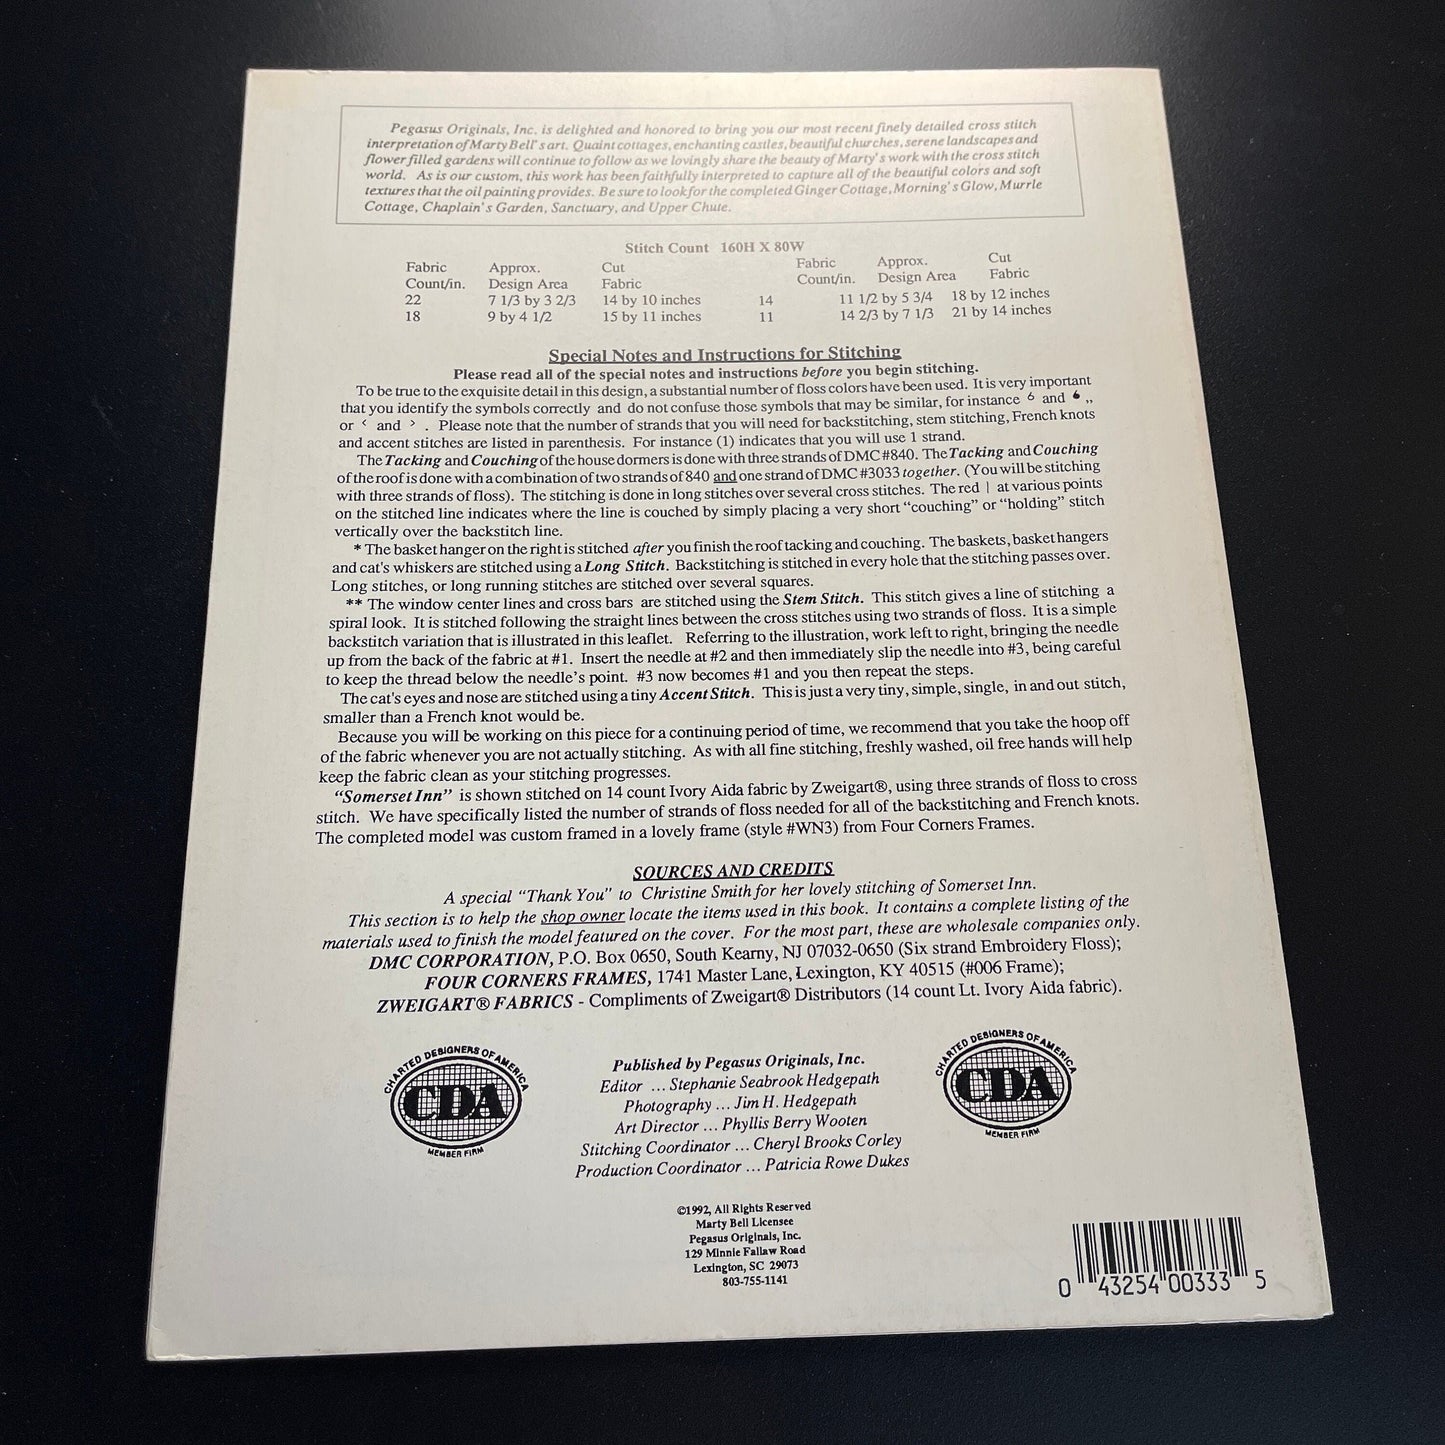 Pegasus Originals, Inc. is delighted and honored to bring you our most recent finely detailed cross stitch
interpretation of Marty Bell's art. Quaint cottages, enchanting castles, beautiful churches, serene landscapes and
flower filled gardens will continue to follow as we lovingly share the beauty of Marty's work with the cross stitch
world. As is our custom, this work has been faithfully interpreted to capture all of the beautiful colors and soft
textures that the oil painting provides. Be sure to look for the completed Ginger Cottage, Morning's Glow, Murrle
Cottage, Chaplain's Garden, Sanctuary, and Upper Chute.
Stitch Count 160H X 80W
Fabric Approx. Cut Fabric Approx. Cut
Count/in. Design Area Fabric Count/in. Design Area Fabric
22 7 1/3 by 3 2/3 14 by 10 inches 14 11 1/2 by 5 3/4 18 by 12 inches
18 9 by 4 1/2 15 by 11 inches 11 14 2/3 by 7 1/3 21 by 14 inches
Special Notes and Instructions for Stitching
Please read all of the special notes and instructions before you begin stitching.
To be true to the exquisite detail in this design, a substantial number of floss colors have been used. It is very important
that you identify the symbols correctly and do not confuse those symbols that may be similar, for instance 6 and 6 ,,
or < and > . Please note that the number of strands that you will need for backstitching, stem stitching, French knots
and accent stitches are listed in parenthesis. For instance (1) indicates that you will use 1 strand.
The Tacking and Couching of the house dormers is done with three strands of DMC #840. The Tacking and Couching
of the roof is done with a combination of two strands of 840 and one strand of DMC #3033 together. (You will be stitching
with three strands of floss). The stitching is done in long stitches over several cross stitches. The red | at various points
on the stitched line indicates where the line is couched by simply placing a very short "couching" or "holding" stitch
vertically over the backstitch line.
* The basket hanger on the right is stitched after you finish the roof tacking and couching. The baskets, basket hangers
and cat's whiskers are stitched using a Long Stitch. Backstitching is stitched in every hole that the stitching passes over.
Long stitches, or long running stitches are stitched over several squares.
** The window center lines and cross bars are stitched using the Stem Stitch. This stitch gives a line of stitching a
spiral look. It is stitched following the straight lines between the cross stitches using two strands of floss. It is a simple
backstitch variation that is illustrated in this leaflet. Referring to the illustration, work left to right, bringing the needle
up from the back of the fabric at #1. Insert the needle at #2 and then immediately slip the needle into #3, being careful
to keep the thread below the needle's point. #3 now becomes #1 and you then repeat the steps.
The cat's eyes and nose are stitched using a tiny Accent Stitch. This is just a very tiny, simple, single, in and out stitch,
smaller than a French knot would be.
Because you will be working on this piece for a continuing period of time, we recommend that you take the hoop off
of the fabric whenever you are not actually stitching. As with all fine stitching, freshly washed, oil free hands will help
keep the fabric clean as your stitching progresses.
"Somerset Inn" is shown stitched on 14 count Ivory Aida fabric by Zweigart®, using three strands of floss to cross
stitch. We have specifically listed the number of strands of floss needed for all of the backstitching and French knots.
The completed model was custom framed in a lovely frame (style #WN3) from Four Corners Frames.
SOURCES AND CREDITS
A special "Thank You" to Christine Smith for her lovely stitching of Somerset Inn.
This section is to help the shop owner locate the items used in this book. It contains a complete listing of the
materials used to finish the model featured on the cover. For the most part, these are wholesale companies only.
DMC CORPORATION, P.O. Box 0650, South Kearny, NJ 07032-0650 (Six strand Embroidery Floss);
FOUR CORNERS FRAMES, 1741 Master Lane, Lexington, KY 40515 (#006 Frame);
ZWEIGART® FABRICS - Compliments of Zweigart® Distributors (14 count Lt. Ivory Aida fabric).
CHARTED DESIGNERS OF AMERICA
CDA
MEMBER FIRM
Published by Pegasus Originals, Inc.
Editor ... Stephanie Seabrook Hedgepath
Photography ... Jim H. Hedgepath
Art Director ... Phyllis Berry Wooten
Stitching Coordinator ... Cheryl Brooks Corley
Production Coordinator ... Patricia Rowe Dukes
CHARTED DESIGNERS OF AMERICA
CDA
MEMBER FIRM
©1992, All Rights Reserved
Marty Bell Licensee
Pegasus Originals, Inc.
129 Minnie Fallaw Road
Lexington, SC 29073
803-755-1141
0 43254 00333 5